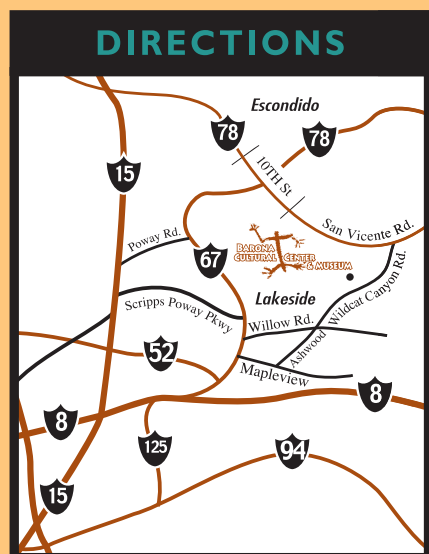 DIRECTIONS
Escondido
78
78
15
10TH St
San Vicente Rd.
Poway Rd.
BARONA
CULTURAL CENTER
& MUSEUM
67
Wildcat Canyon Rd.
Scripps Poway Pkwy
Lakeside
Willow Rd.
Ashwood
52
Mapleview
8
8
125
94
15